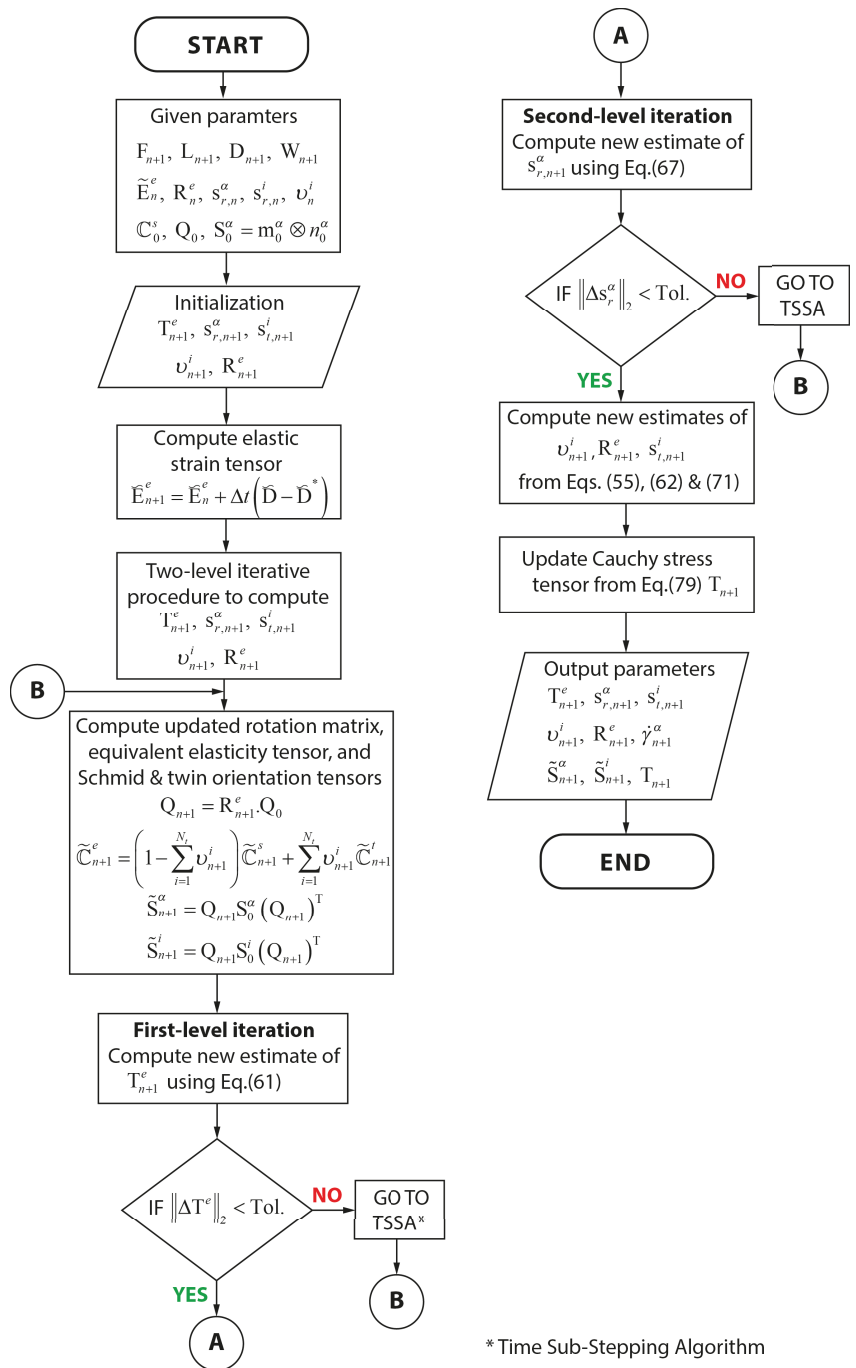 START
Given paramters
F_{n+1}, L_{n+1}, D_{n+1}, W_{n+1}
Ẽ^e_n, R^e_n, s^α_{r,n}, s^i_{r,n}, υ^i_n
ℂ^s_0, Q_0, S^α_0 = m^α_0 ⊗ n^α_0
Initialization
T^e_{n+1}, s^α_{r,n+1}, s^i_{t,n+1}
υ^i_{n+1}, R^e_{n+1}
Compute elastic
strain tensor
Ẽ^e_{n+1} = Ẽ^e_n + Δt(D̃ − D̃^*)
Two-level iterative
procedure to compute
T^e_{n+1}, s^α_{r,n+1}, s^i_{t,n+1}
υ^i_{n+1}, R^e_{n+1}
B
Compute updated rotation matrix,
equivalent elasticity tensor, and
Schmid & twin orientation tensors
Q_{n+1} = R^e_{n+1}.Q_0
ℂ̃^e_{n+1} = (1 − ∑_{i=1}^{N_t} υ^i_{n+1}) ℂ̃^s_{n+1} + ∑_{i=1}^{N_t} υ^i_{n+1} ℂ̃^t_{n+1}
S̃^α_{n+1} = Q_{n+1} S^α_0 (Q_{n+1})^T
S̃^i_{n+1} = Q_{n+1} S^i_0 (Q_{n+1})^T
First-level iteration
Compute new estimate of
T^e_{n+1} using Eq.(61)
IF ‖ΔT^e‖_2 < Tol.
NO
GO TO
TSSA*
B
YES
A
A
Second-level iteration
Compute new estimate of
s^α_{r,n+1} using Eq.(67)
IF ‖Δs^α_r‖_2 < Tol.
NO
GO TO
TSSA
B
YES
Compute new estimates of
υ^i_{n+1}, R^e_{n+1}, s^i_{t,n+1}
from Eqs. (55), (62) & (71)
Update Cauchy stress
tensor from Eq.(79) T_{n+1}
Output parameters
T^e_{n+1}, s^α_{r,n+1}, s^i_{t,n+1}
υ^i_{n+1}, R^e_{n+1}, γ̇^α_{n+1}
S̃^α_{n+1}, S̃^i_{n+1}, T_{n+1}
END
* Time Sub-Stepping Algorithm